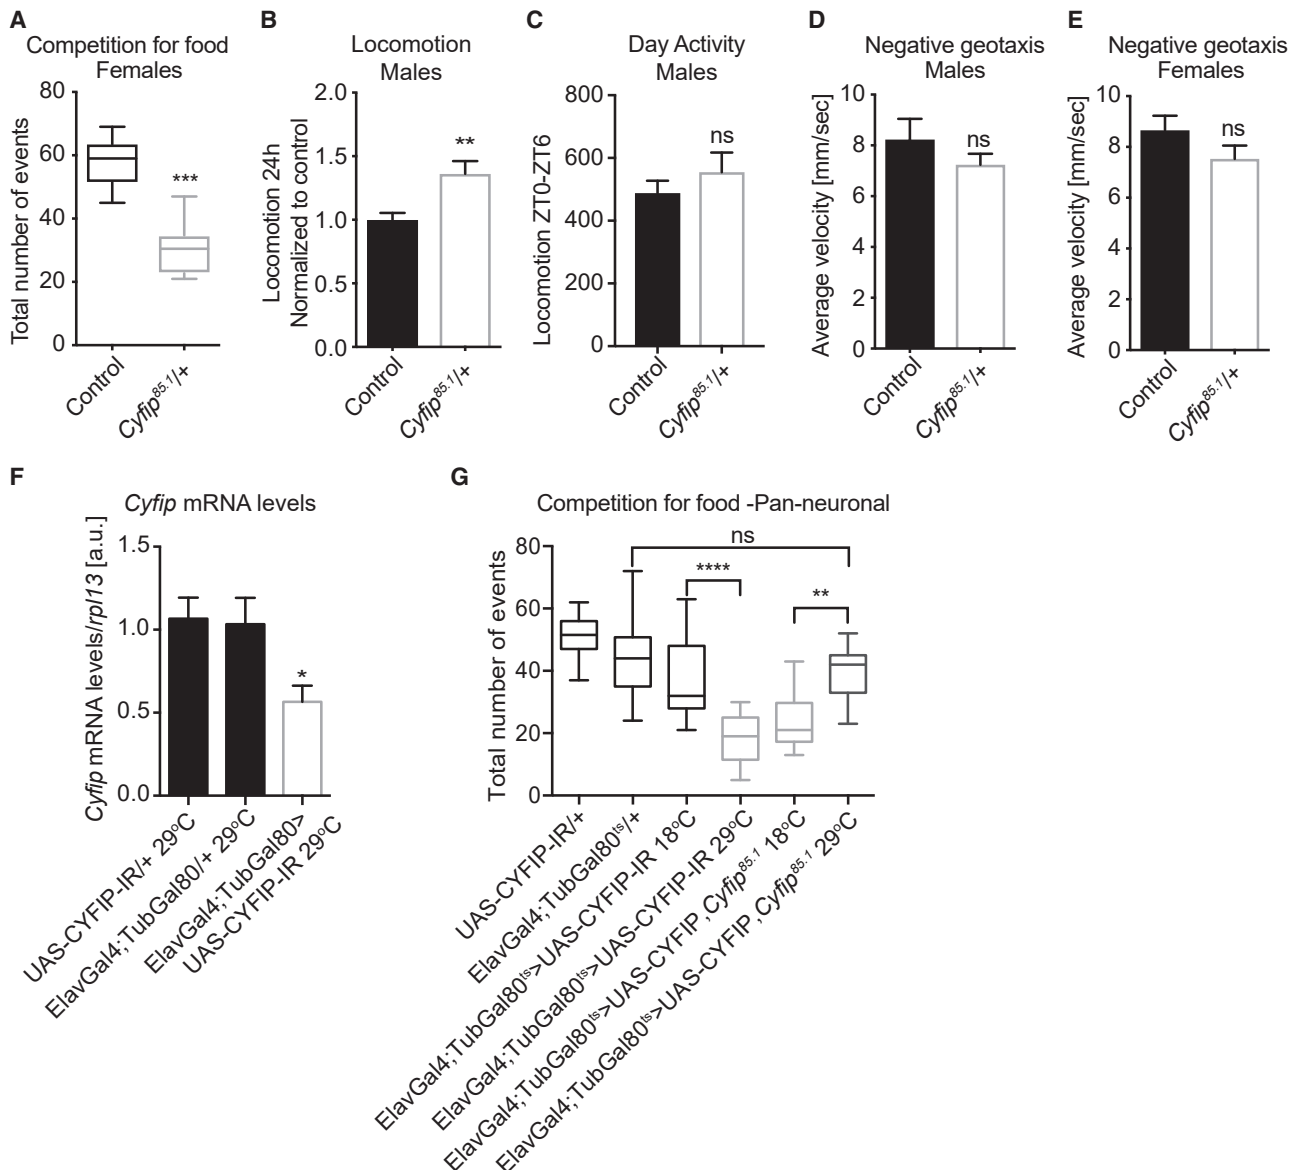 A
Competition for food
Females
Total number of events
80
60
40
20
0
***
Control
Cyfip85.1/+
B
Locomotion
Males
Locomotion 24h
Normalized to control
2.0
1.5
1.0
0.5
0.0
**
Control
Cyfip85.1/+
C
Day Activity
Males
Locomotion ZT0-ZT6
800
600
400
200
0
ns
Control
Cyfip85.1/+
D
Negative geotaxis
Males
Average velocity [mm/sec]
10
8
6
4
2
0
ns
Control
Cyfip85.1/+
E
Negative geotaxis
Females
Average velocity [mm/sec]
10
8
6
4
2
0
ns
Control
Cyfip85.1/+
F
Cyfip mRNA levels
Cyfip mRNA levels/rpl13 [a.u.]
1.5
1.0
0.5
0.0
*
UAS-CYFIP-IR/+ 29ºC
ElavGal4;TubGal80/+ 29ºC
ElavGal4;TubGal80>
UAS-CYFIP-IR 29ºC
G
Competition for food -Pan-neuronal
Total number of events
80
60
40
20
0
ns
****
**
UAS-CYFIP-IR/+
ElavGal4;TubGal80ts/+
ElavGal4;TubGal80ts>UAS-CYFIP-IR 18ºC
ElavGal4;TubGal80ts>UAS-CYFIP-IR 29ºC
ElavGal4;TubGal80ts>UAS-CYFIP,Cyfip85.1 18ºC
ElavGal4;TubGal80ts>UAS-CYFIP,Cyfip85.1 29ºC